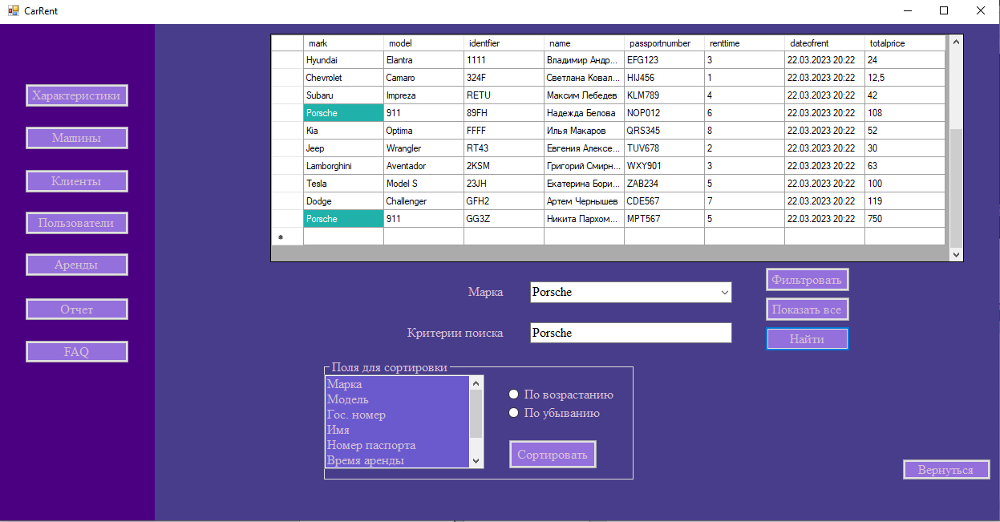 CarRent
mark model identfier name passportnumber renttime dateofrent totalprice
Hyundai Elantra 1111 Владимир Андр... EFG123 3 22.03.2023 20:22 24
Chevrolet Camaro 324F Светлана Ковал... HIJ456 1 22.03.2023 20:22 12,5
Subaru Impreza RETU Максим Лебедев KLM789 4 22.03.2023 20:22 42
Porsche 911 89FH Надежда Белова NOP012 6 22.03.2023 20:22 108
Kia Optima FFFF Илья Макаров QRS345 8 22.03.2023 20:22 52
Jeep Wrangler RT43 Евгения Алексе... TUV678 2 22.03.2023 20:22 30
Lamborghini Aventador 2KSM Григорий Смирн... WXY901 3 22.03.2023 20:22 63
Tesla Model S 23JH Екатерина Бори... ZAB234 5 22.03.2023 20:22 100
Dodge Challenger GFH2 Артем Чернышев CDE567 7 22.03.2023 20:22 119
Porsche 911 GG3Z Никита Пархом... MPT567 5 22.03.2023 20:22 750
Характеристики
Машины
Клиенты
Пользователи
Аренды
Отчет
FAQ
Марка Porsche
Критерии поиска Porsche
Фильтровать
Показать все
Найти
Поля для сортировки
Марка
Модель
Гос. номер
Имя
Номер паспорта
Время аренды
По возрастанию
По убыванию
Сортировать
Вернуться